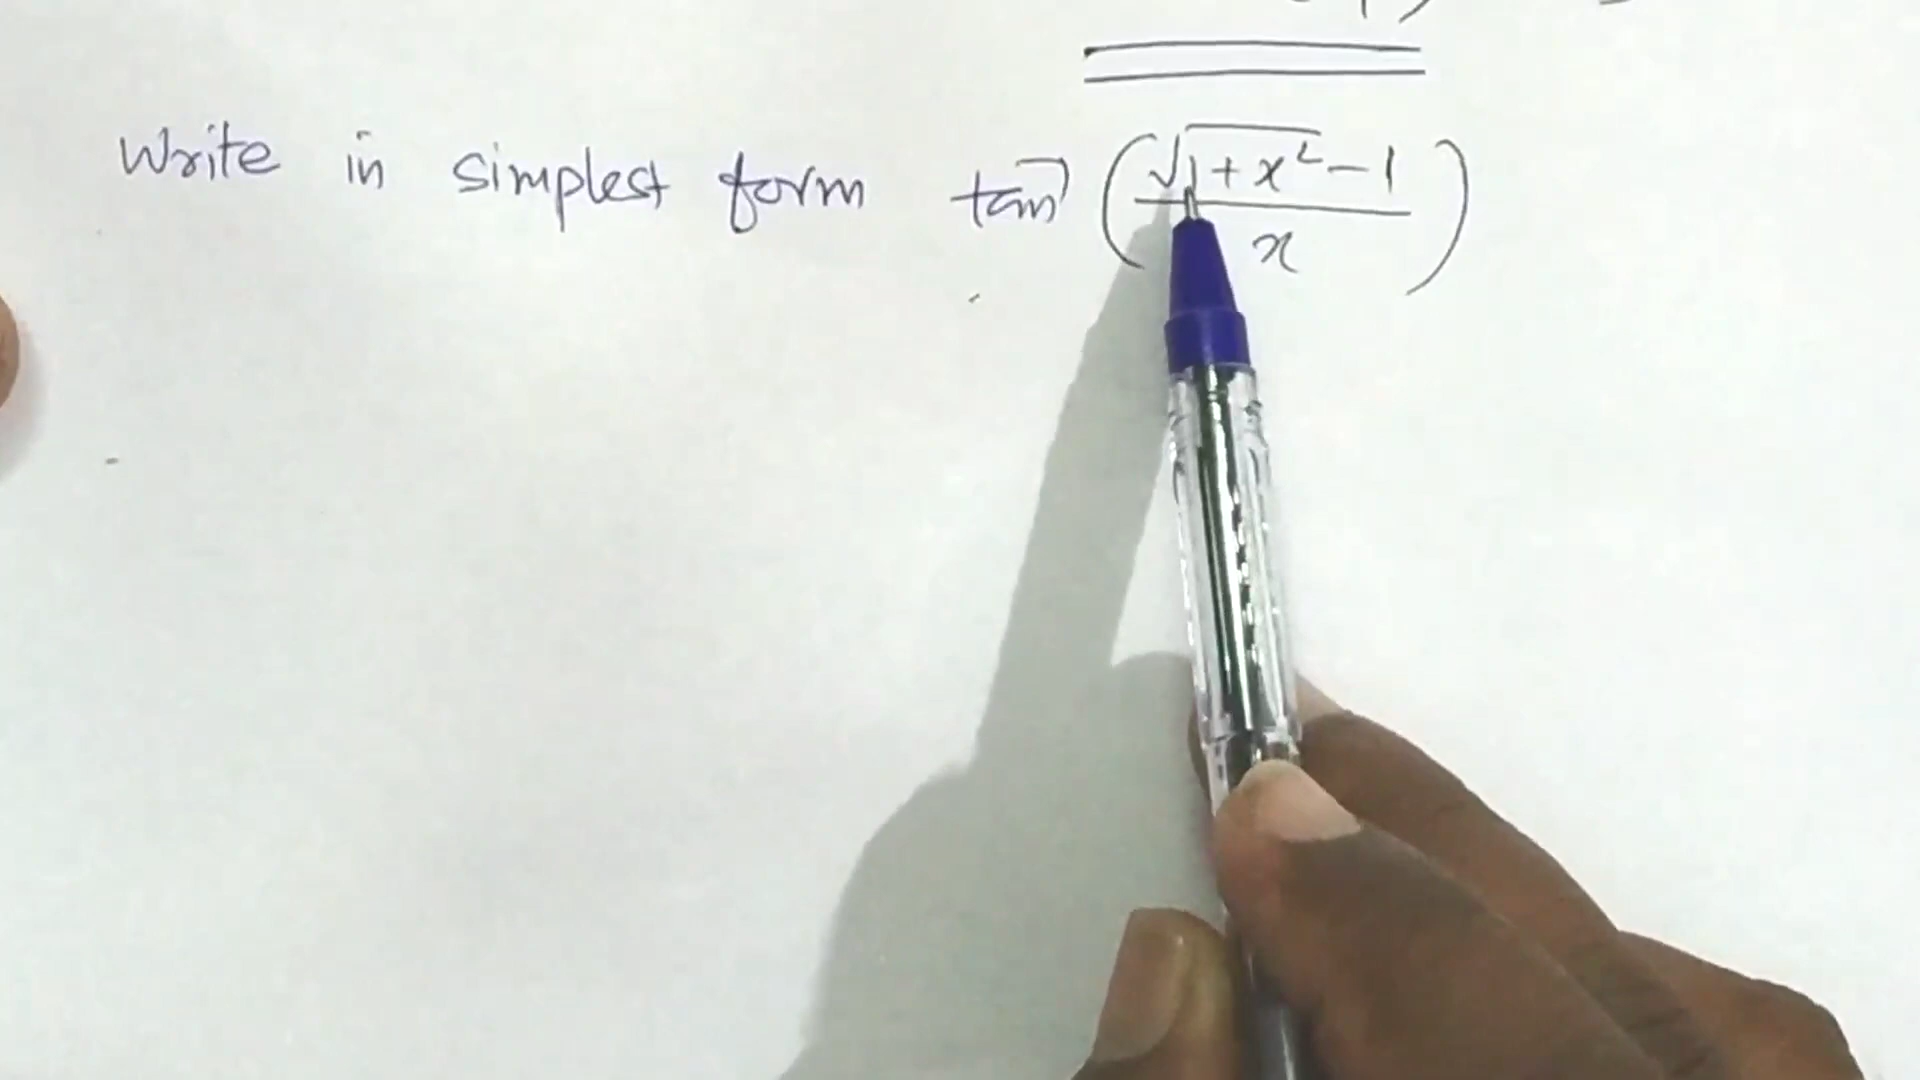 Write in simplest form tan⁻¹ (√(1+x²) - 1 / x)